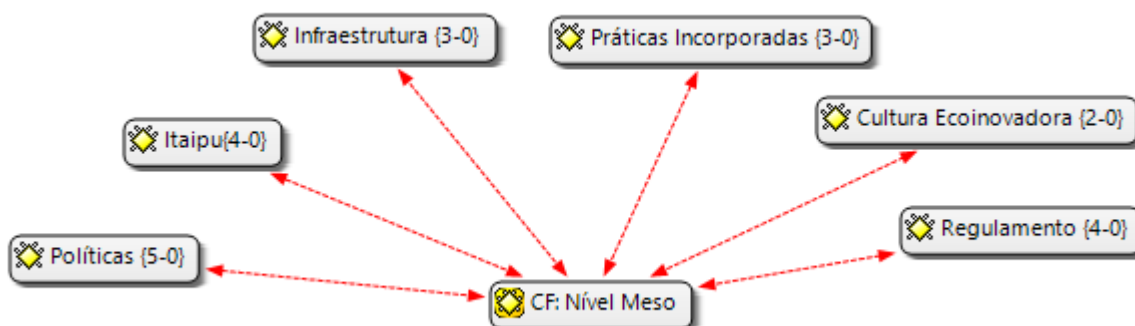 Infraestrutura {3-0}
Práticas Incorporadas {3-0}
Cultura Ecoinovadora {2-0}
Itaipu{4-0}
Regulamento {4-0}
Políticas {5-0}
CF: Nível Meso